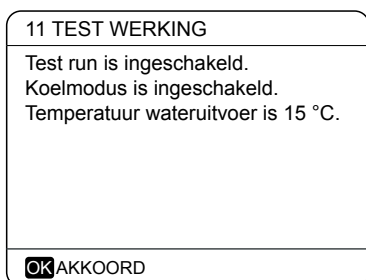 11 TEST WERKING
Test run is ingeschakeld.
Koelmodus is ingeschakeld.
Temperatuur wateruitvoer is 15 °C.
OK AKKOORD